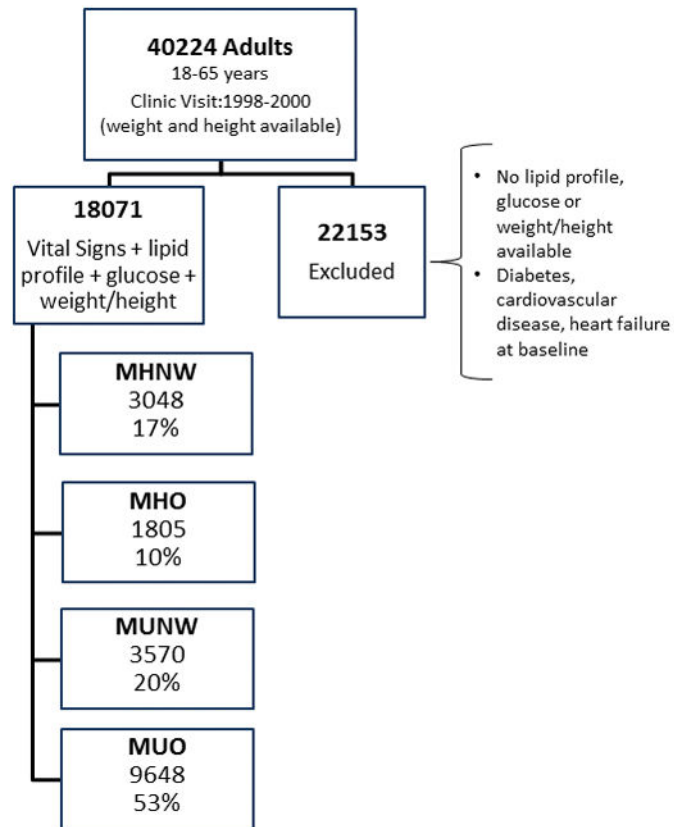 40224 Adults
18-65 years
Clinic Visit:1998-2000
(weight and height available)
18071
Vital Signs + lipid
profile + glucose +
weight/height
22153
Excluded
• No lipid profile,
glucose or
weight/height
available
• Diabetes,
cardiovascular
disease, heart failure
at baseline
MHNW
3048
17%
MHO
1805
10%
MUNW
3570
20%
MUO
9648
53%